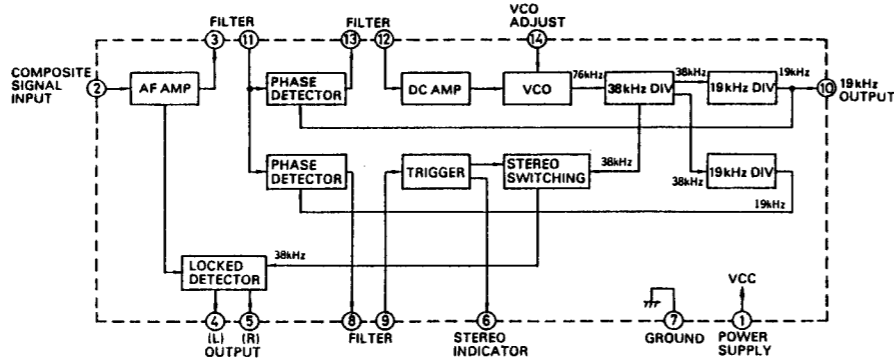 FILTER
FILTER
VCO
ADJUST
3
11
13
12
14
COMPOSITE
SIGNAL
INPUT
2
AF AMP
PHASE
DETECTOR
DC AMP
VCO
76kHz
38kHz DIV
38kHz
19kHz DIV
19kHz
10
19kHz
OUTPUT
PHASE
DETECTOR
TRIGGER
STEREO
SWITCHING
38kHz
38kHz
19kHz DIV
19kHz
LOCKED
DETECTOR
38kHz
VCC
4
5
8
9
6
7
1
(L)
(R)
OUTPUT
FILTER
STEREO
INDICATOR
GROUND
POWER
SUPPLY